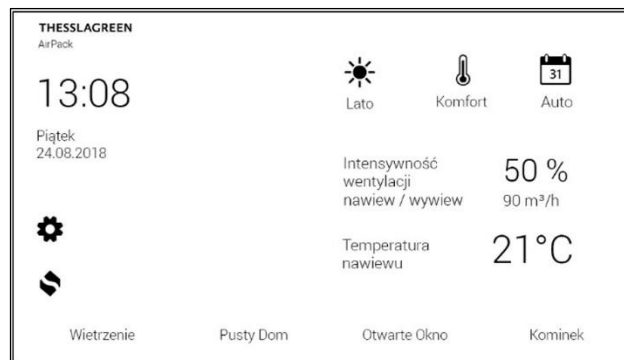 THESSLAGREEN
AirPack
13:08
Piątek
24.08.2018
31
Lato
Komfort
Auto
Intensywność
wentylacji
nawiew / wywiew
50 %
90 m³/h
Temperatura
nawiewu
21°C
Wietrzenie
Pusty Dom
Otwarte Okno
Kominek